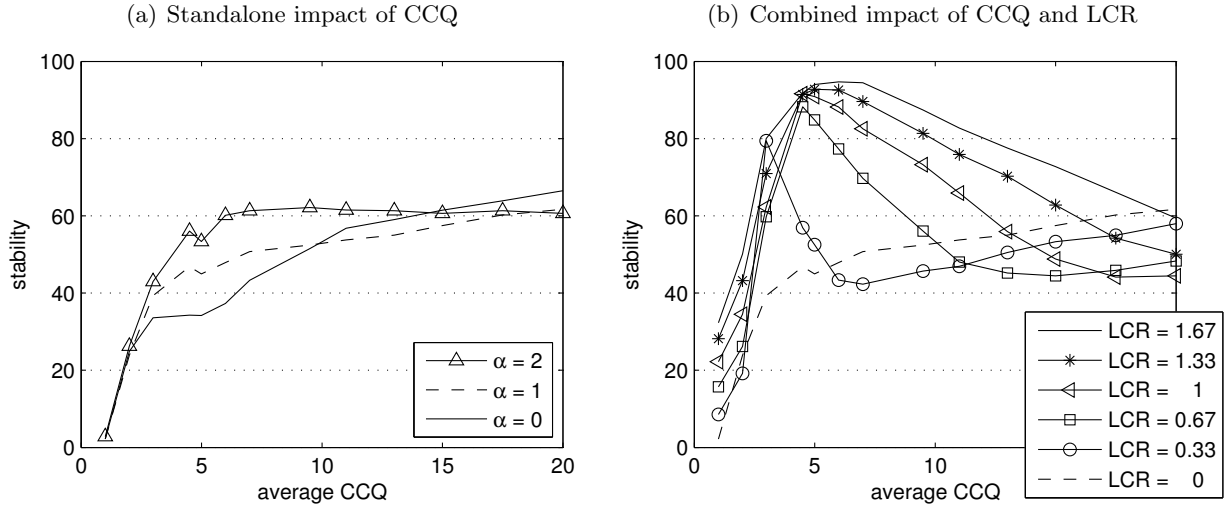 (a) Standalone impact of CCQ
100
80
60
40
20
0
stability
0 5 10 15 20
average CCQ
α = 2
α = 1
α = 0
(b) Combined impact of CCQ and LCR
100
80
60
40
20
0
stability
0 5 10
average CCQ
LCR = 1.67
LCR = 1.33
LCR = 1
LCR = 0.67
LCR = 0.33
LCR = 0